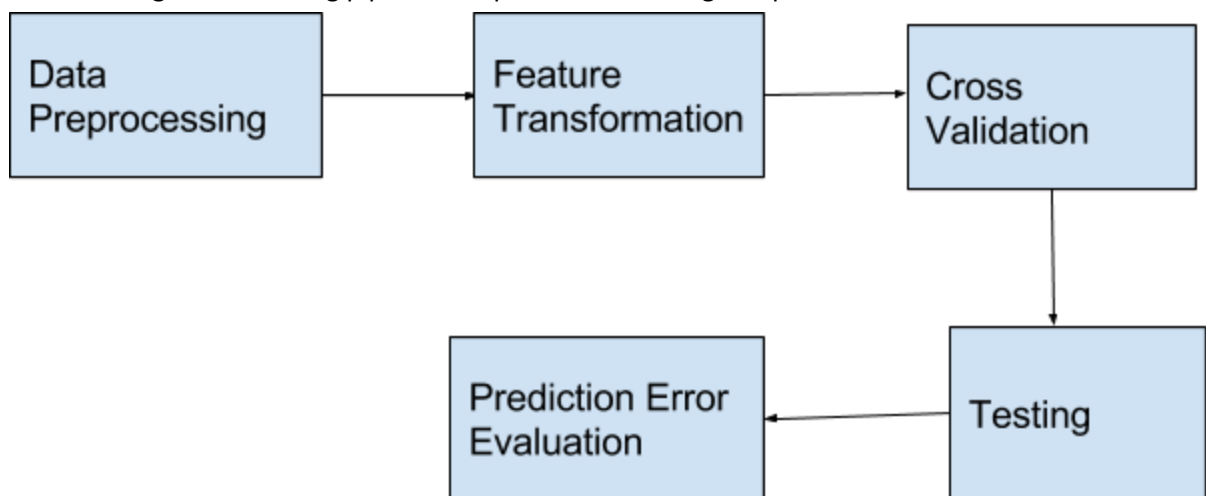 Data
Preprocessing
Feature
Transformation
Cross
Validation
Testing
Prediction Error
Evaluation